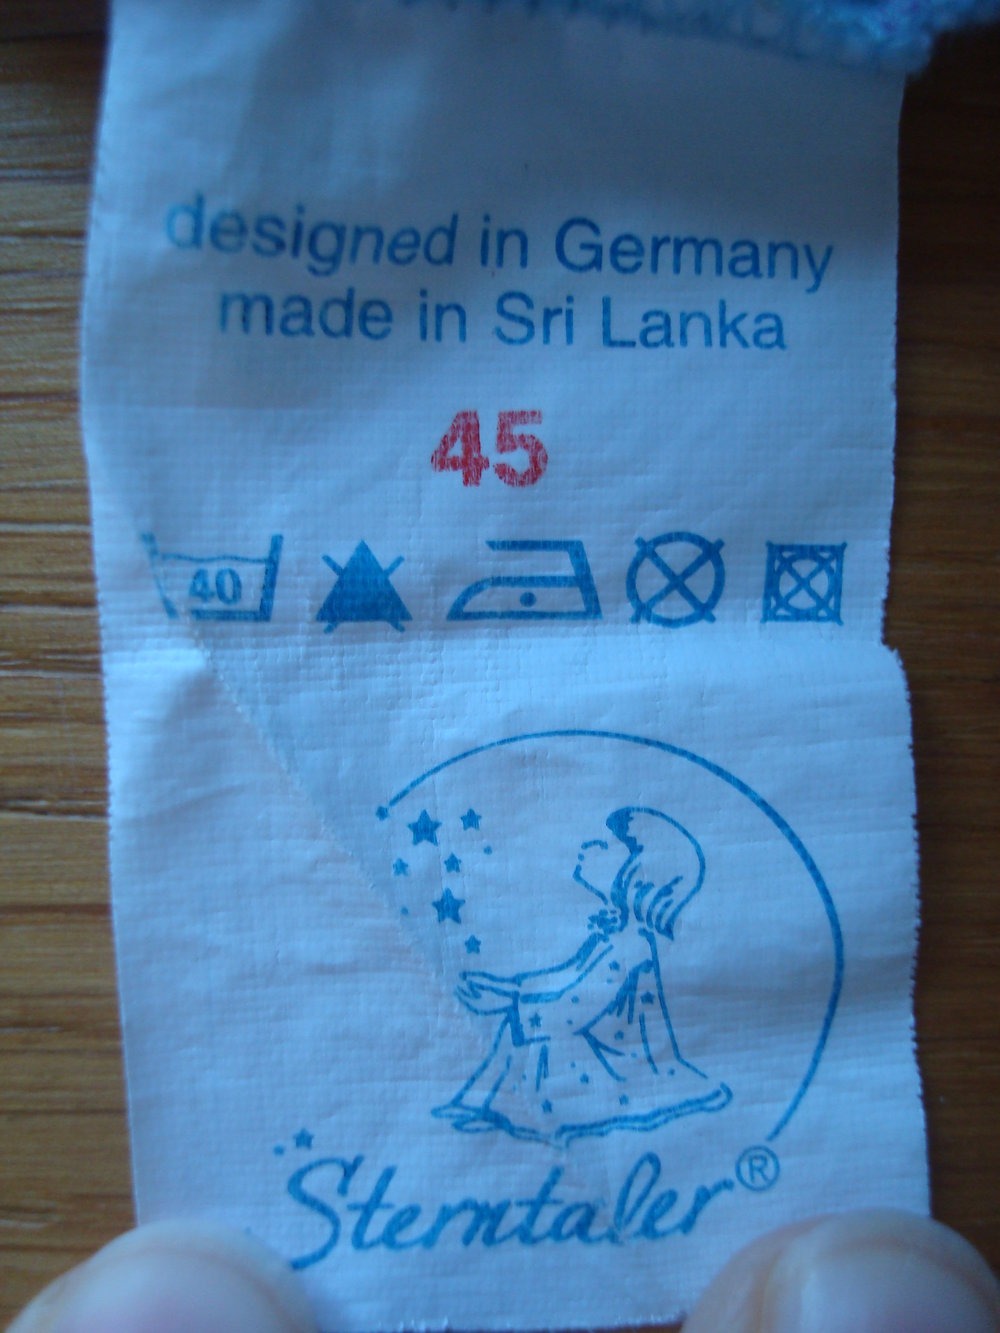 designed in Germany
made in Sri Lanka
45
40
Sterntaler®